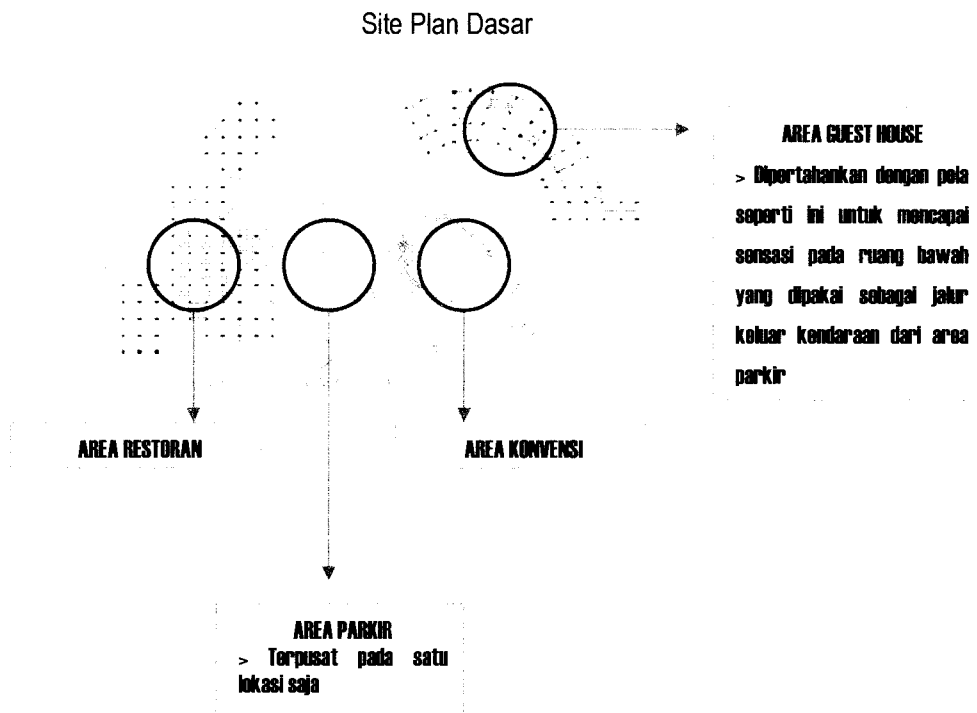 Site Plan Dasar
AREA GUEST HOUSE
> Dipertahankan dengan pola
seperti ini untuk mencapai
sensasi pada ruang bawah
yang dipakai sebagai jalur
keluar kendaraan dari area
parkir
AREA RESTORAN
AREA KONVENSI
AREA PARKIR
> Terpusat pada satu
lokasi saja